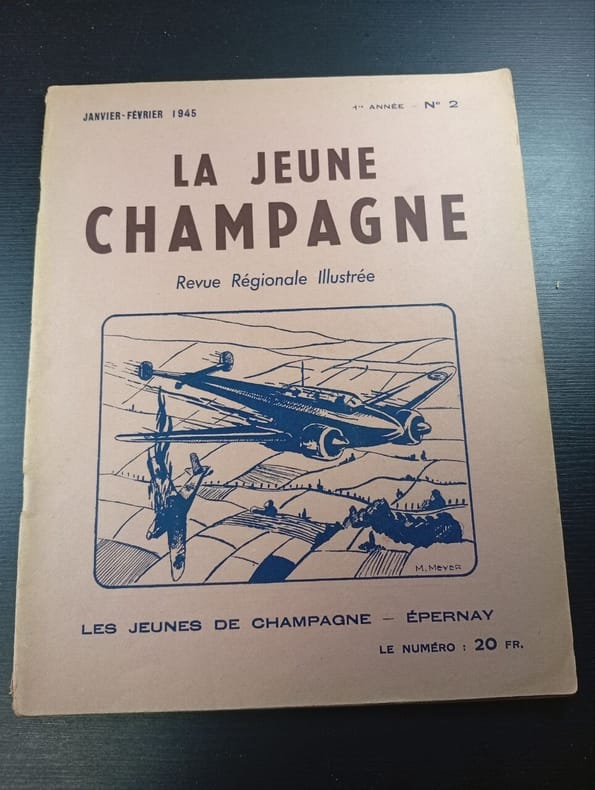 JANVIER-FÉVRIER 1945
1re ANNÉE - N° 2
LA JEUNE
CHAMPAGNE
Revue Régionale Illustrée
M. MEYER
LES JEUNES DE CHAMPAGNE — ÉPERNAY
LE NUMÉRO : 20 FR.